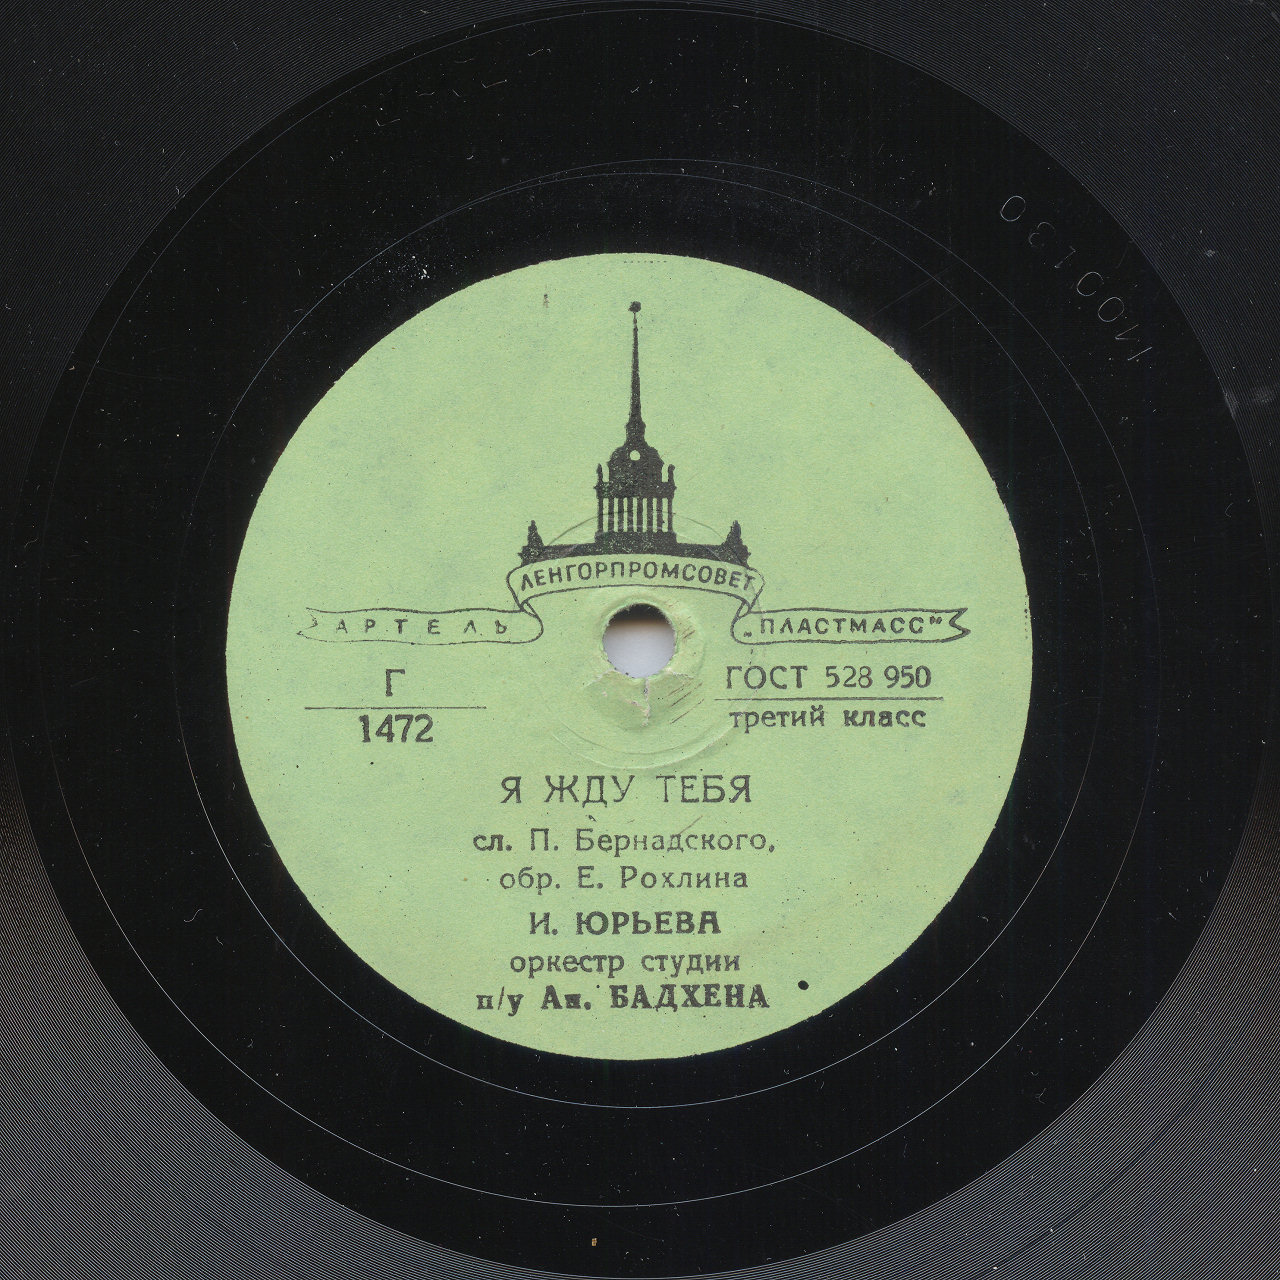 ЛЕНГОРПРОМСОВЕТ
АРТЕЛЬ „ПЛАСТМАСС"
Г
1472
ГОСТ 528 950
третий класс
Я ЖДУ ТЕБЯ
сл. П. Бернадского,
обр. Е. Рохлина
И. ЮРЬЕВА
оркестр студии
п/у Ан. БАДХЕНА